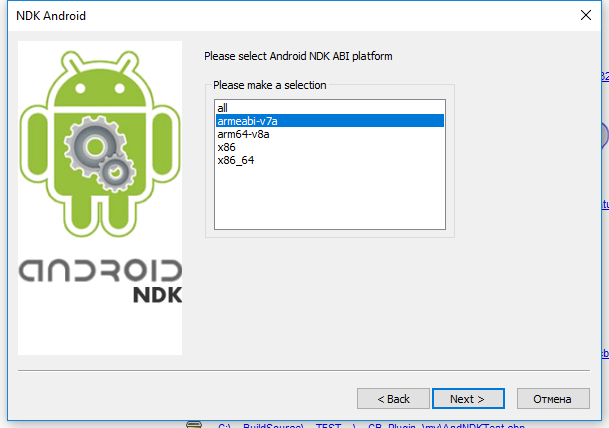 NDK Android
Please select Android NDK ABI platform
Please make a selection
all
armeabi-v7a
arm64-v8a
x86
x86_64
ANDROID
NDK
< Back
Next >
Отмена